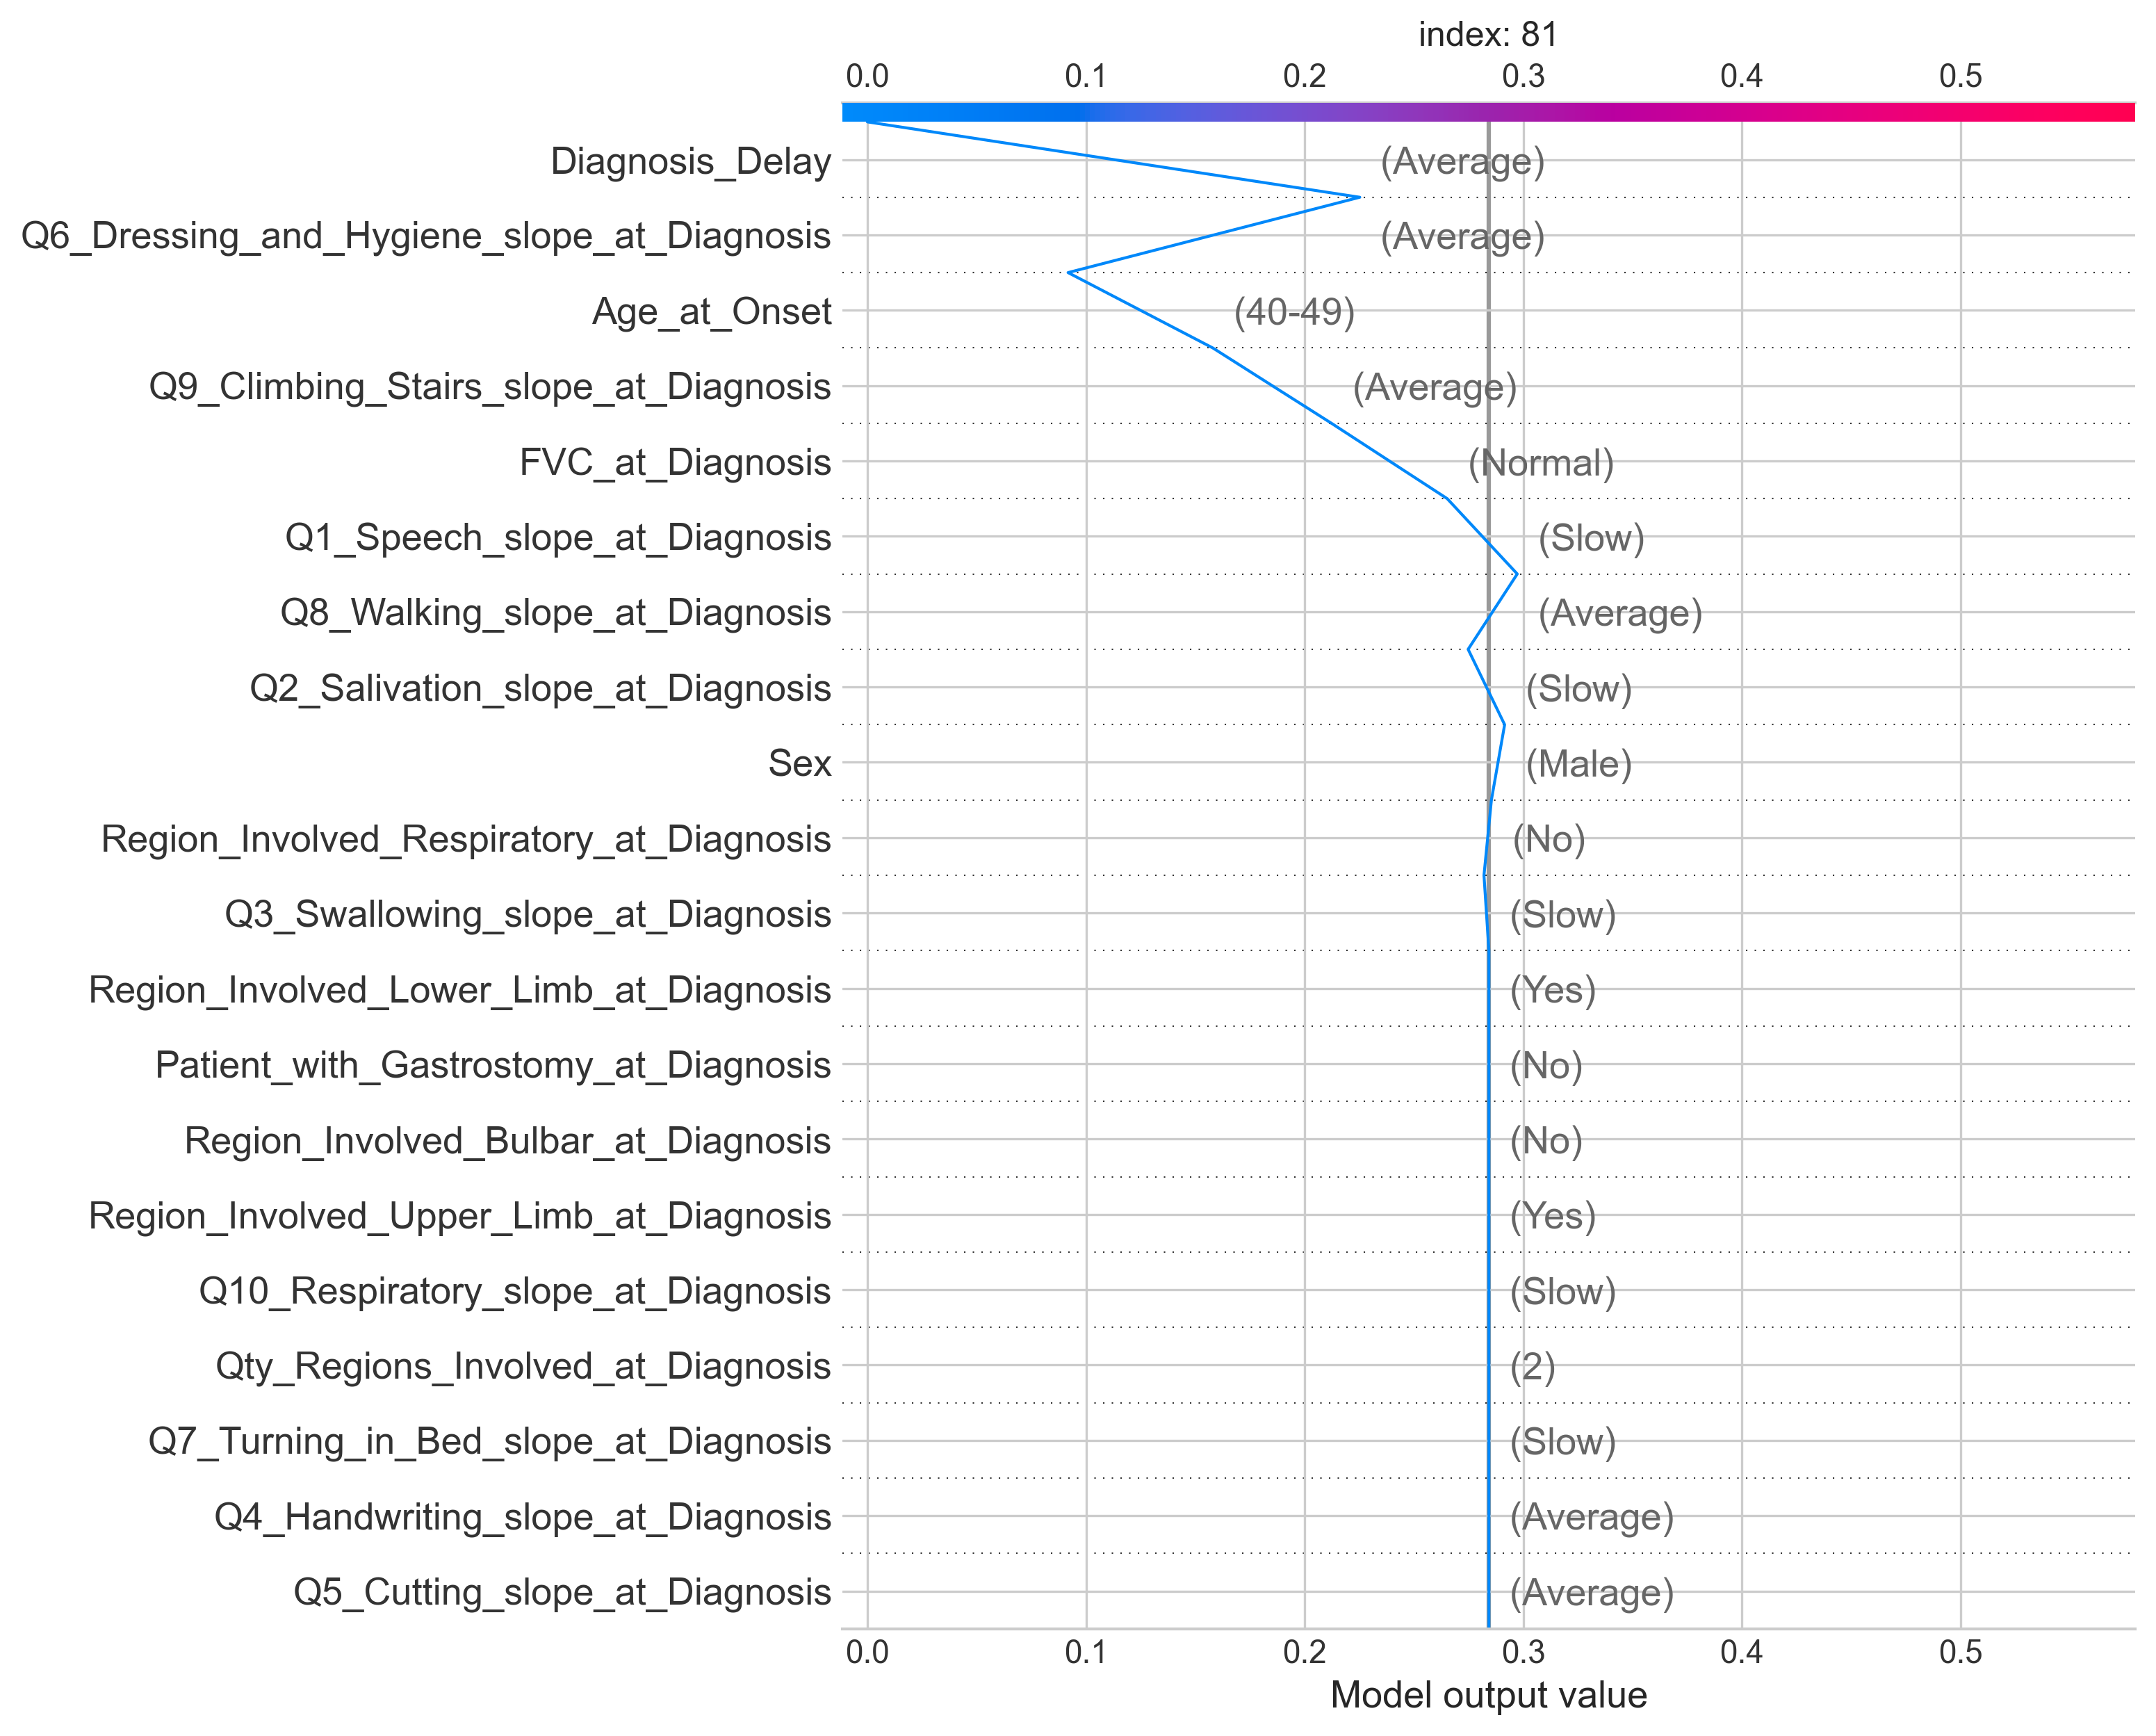 index: 81
0.0 0.1 0.2 0.3 0.4 0.5
Diagnosis_Delay (Average)
Q6_Dressing_and_Hygiene_slope_at_Diagnosis (Average)
Age_at_Onset (40-49)
Q9_Climbing_Stairs_slope_at_Diagnosis (Average)
FVC_at_Diagnosis (Normal)
Q1_Speech_slope_at_Diagnosis (Slow)
Q8_Walking_slope_at_Diagnosis (Average)
Q2_Salivation_slope_at_Diagnosis (Slow)
Sex (Male)
Region_Involved_Respiratory_at_Diagnosis (No)
Q3_Swallowing_slope_at_Diagnosis (Slow)
Region_Involved_Lower_Limb_at_Diagnosis (Yes)
Patient_with_Gastrostomy_at_Diagnosis (No)
Region_Involved_Bulbar_at_Diagnosis (No)
Region_Involved_Upper_Limb_at_Diagnosis (Yes)
Q10_Respiratory_slope_at_Diagnosis (Slow)
Qty_Regions_Involved_at_Diagnosis (2)
Q7_Turning_in_Bed_slope_at_Diagnosis (Slow)
Q4_Handwriting_slope_at_Diagnosis (Average)
Q5_Cutting_slope_at_Diagnosis (Average)
0.0 0.1 0.2 0.3 0.4 0.5
Model output value